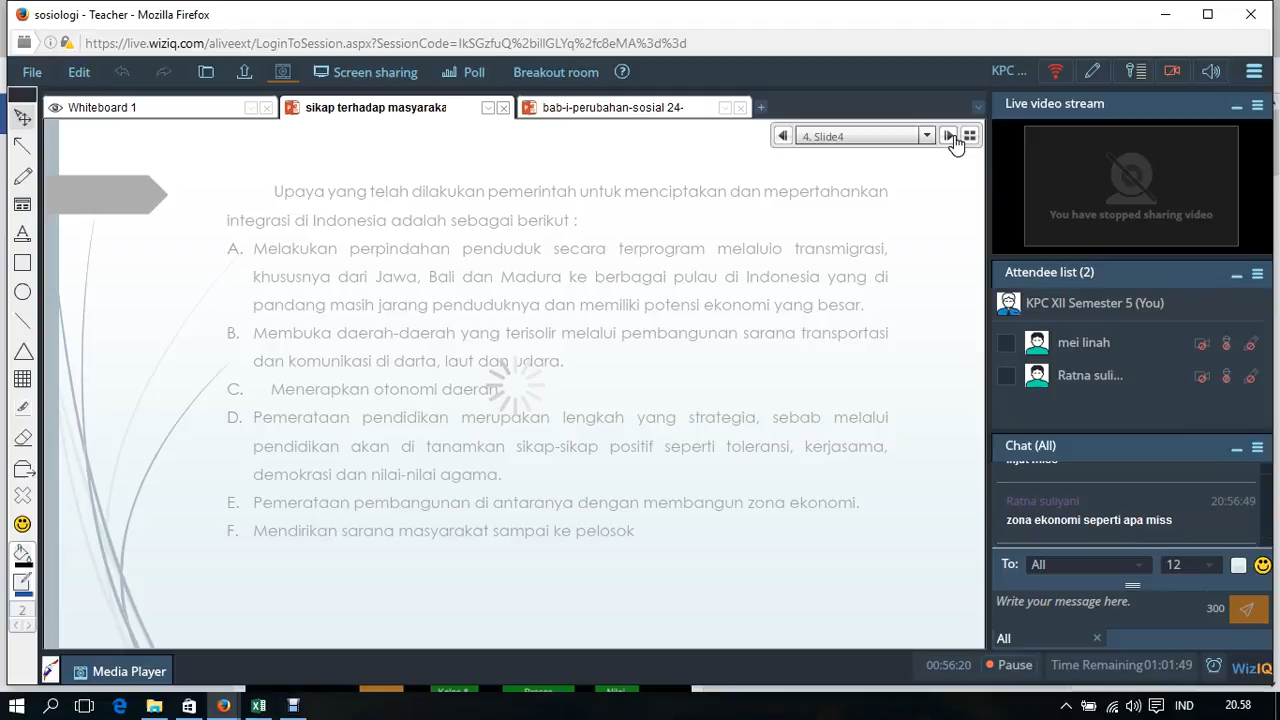 sosiologi - Teacher - Mozilla Firefox
https://live.wiziq.com/aliveext/LoginToSession.aspx?SessionCode=IkSGzfuQ%2biIlGLYq%2fc8eMA%3d%3d
File Edit Screen sharing Poll Breakout room ? KPC ...
Whiteboard 1 sikap terhadap masyaraka bab-i-perubahan-sosial 24-
4. Slide4
Upaya yang telah dilakukan pemerintah untuk menciptakan dan mepertahankan
integrasi di Indonesia adalah sebagai berikut :
A. Melakukan perpindahan penduduk secara terprogram melaluio transmigrasi,
khususnya dari Jawa, Bali dan Madura ke berbagai pulau di Indonesia yang di
pandang masih jarang penduduknya dan memiliki potensi ekonomi yang besar.
B. Membuka daerah-daerah yang terisolir melalui pembangunan sarana transportasi
dan komunikasi di darta, laut dan udara.
C. Menerapkan otonomi daerah
D. Pemerataan pendidikan merupakan lengkah yang strategia, sebab melalui
pendidikan akan di tanamkan sikap-sikap positif seperti toleransi, kerjasama,
demokrasi dan nilai-nilai agama.
E. Pemerataan pembangunan di antaranya dengan membangun zona ekonomi.
F. Mendirikan sarana masyarakat sampai ke pelosok
Live video stream
You have stopped sharing video
Attendee list (2)
KPC XII Semester 5 (You)
mei linah
Ratna suli...
Chat (All)
miss
Ratna suliyani 20:56:49
zona ekonomi seperti apa miss
To: All 12
Write your message here. 300
All
2
Media Player
00:56:20 Pause Time Remaining 01:01:49 WizIQ
IND 20.58